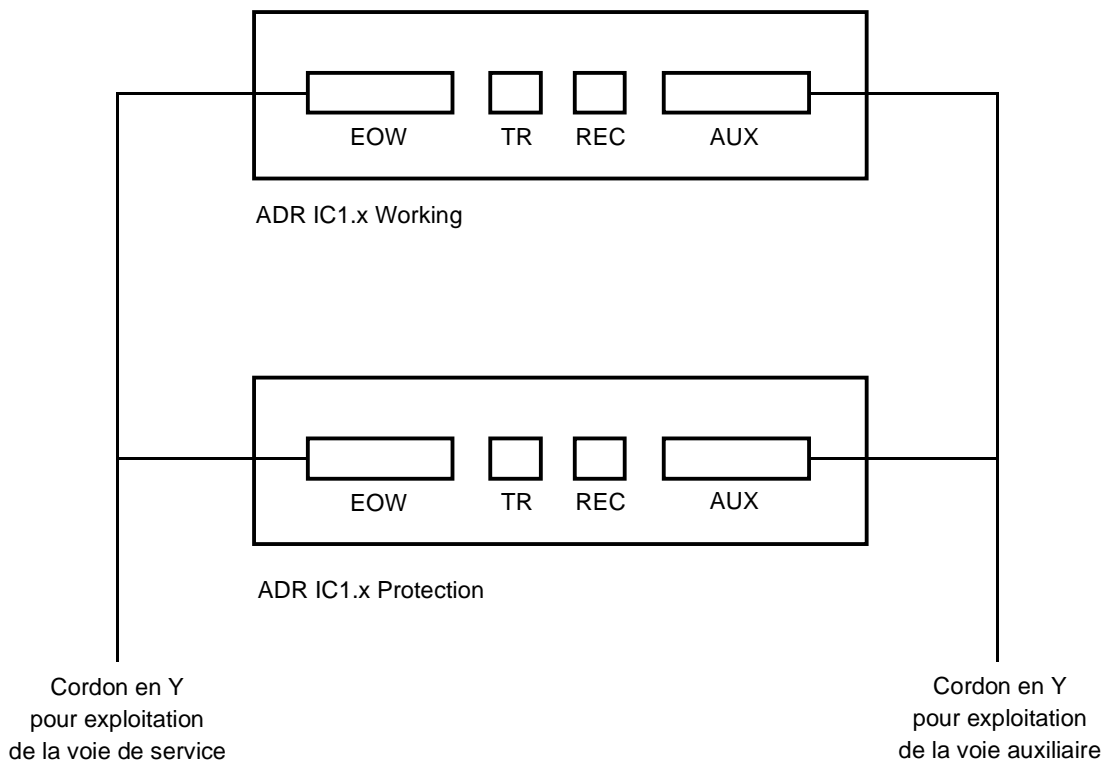 EOW TR REC AUX
ADR IC1.x Working
EOW TR REC AUX
ADR IC1.x Protection
Cordon en Y
pour exploitation
de la voie de service
Cordon en Y
pour exploitation
de la voie auxiliaire